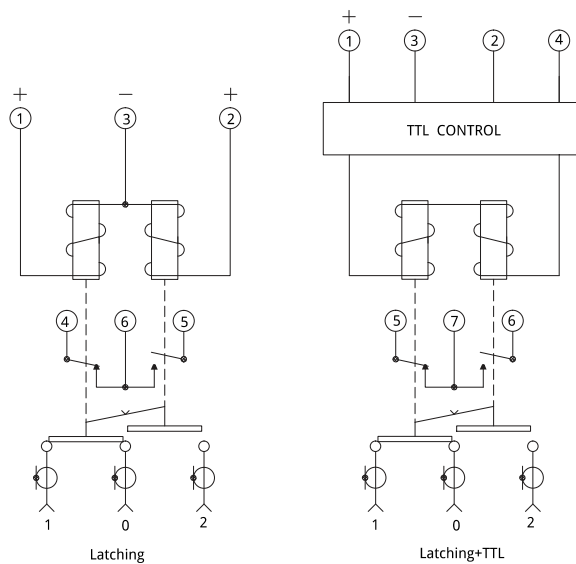 + −
1 3 2 4
+ − +
1 3 2
TTL CONTROL
4 6 5
5 7 6
1 0 2
1 0 2
Latching
Latching+TTL